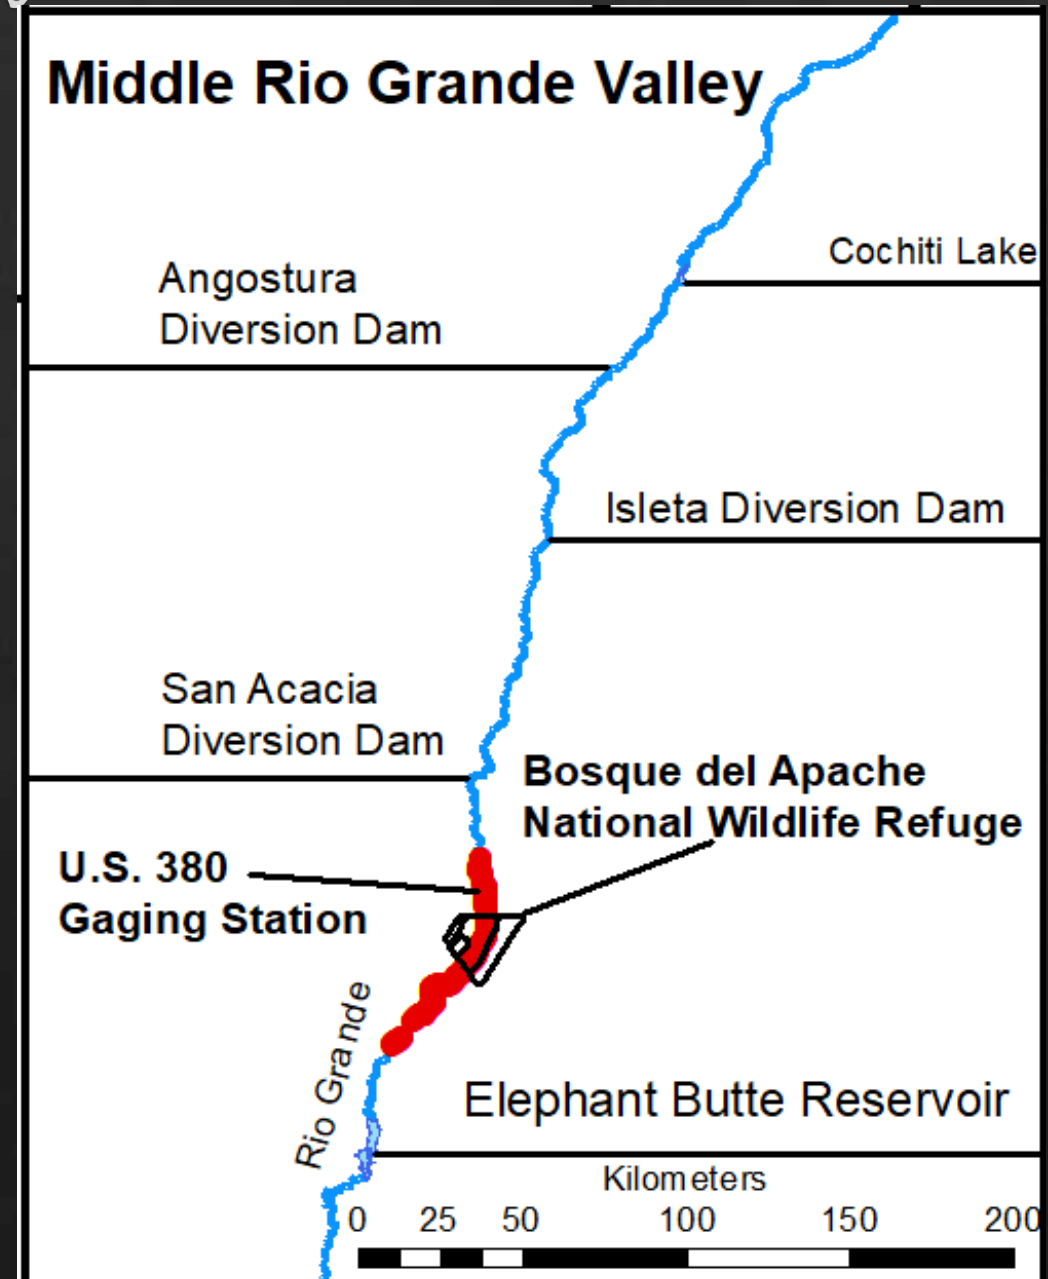 Middle Rio Grande Valley
Cochiti Lake
Angostura
Diversion Dam
Isleta Diversion Dam
San Acacia
Diversion Dam
Bosque del Apache
National Wildlife Refuge
U.S. 380
Gaging Station
Rio Grande
Elephant Butte Reservoir
Kilometers
0 25 50 100 150 200